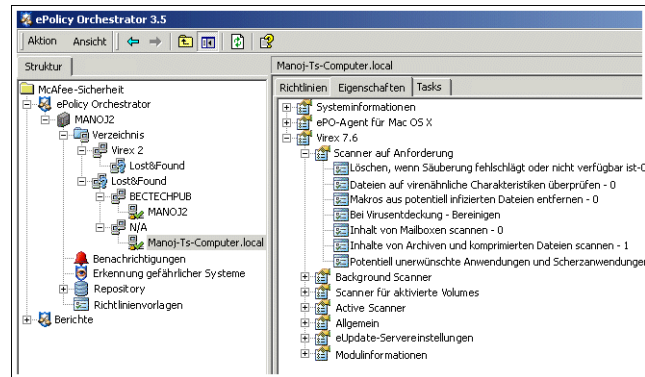 ePolicy Orchestrator 3.5
Aktion Ansicht
Struktur
McAfee-Sicherheit
ePolicy Orchestrator
MANOJ2
Verzeichnis
Virex 2
Lost&Found
Lost&Found
BECTECHPUB
MANOJ2
N/A
Manoj-Ts-Computer.local
Benachrichtigungen
Erkennung gefährlicher Systeme
Repository
Richtlinienvorlagen
Berichte
Manoj-Ts-Computer.local
Richtlinien Eigenschaften Tasks
Systeminformationen
ePO-Agent für Mac OS X
Virex 7.6
Scanner auf Anforderung
Löschen, wenn Säuberung fehlschlägt oder nicht verfügbar ist-0
Dateien auf virenähnliche Charakteristiken überprüfen - 0
Makros aus potentiell infizierten Dateien entfernen - 0
Bei Virusentdeckung - Bereinigen
Inhalt von Mailboxen scannen - 0
Inhalte von Archiven und komprimierten Dateien scannen - 1
Potentiell unerwünschte Anwendungen und Scherzanwendungen
Background Scanner
Scanner für aktivierte Volumes
Active Scanner
Allgemein
eUpdate-Servereinstellungen
Modulinformationen